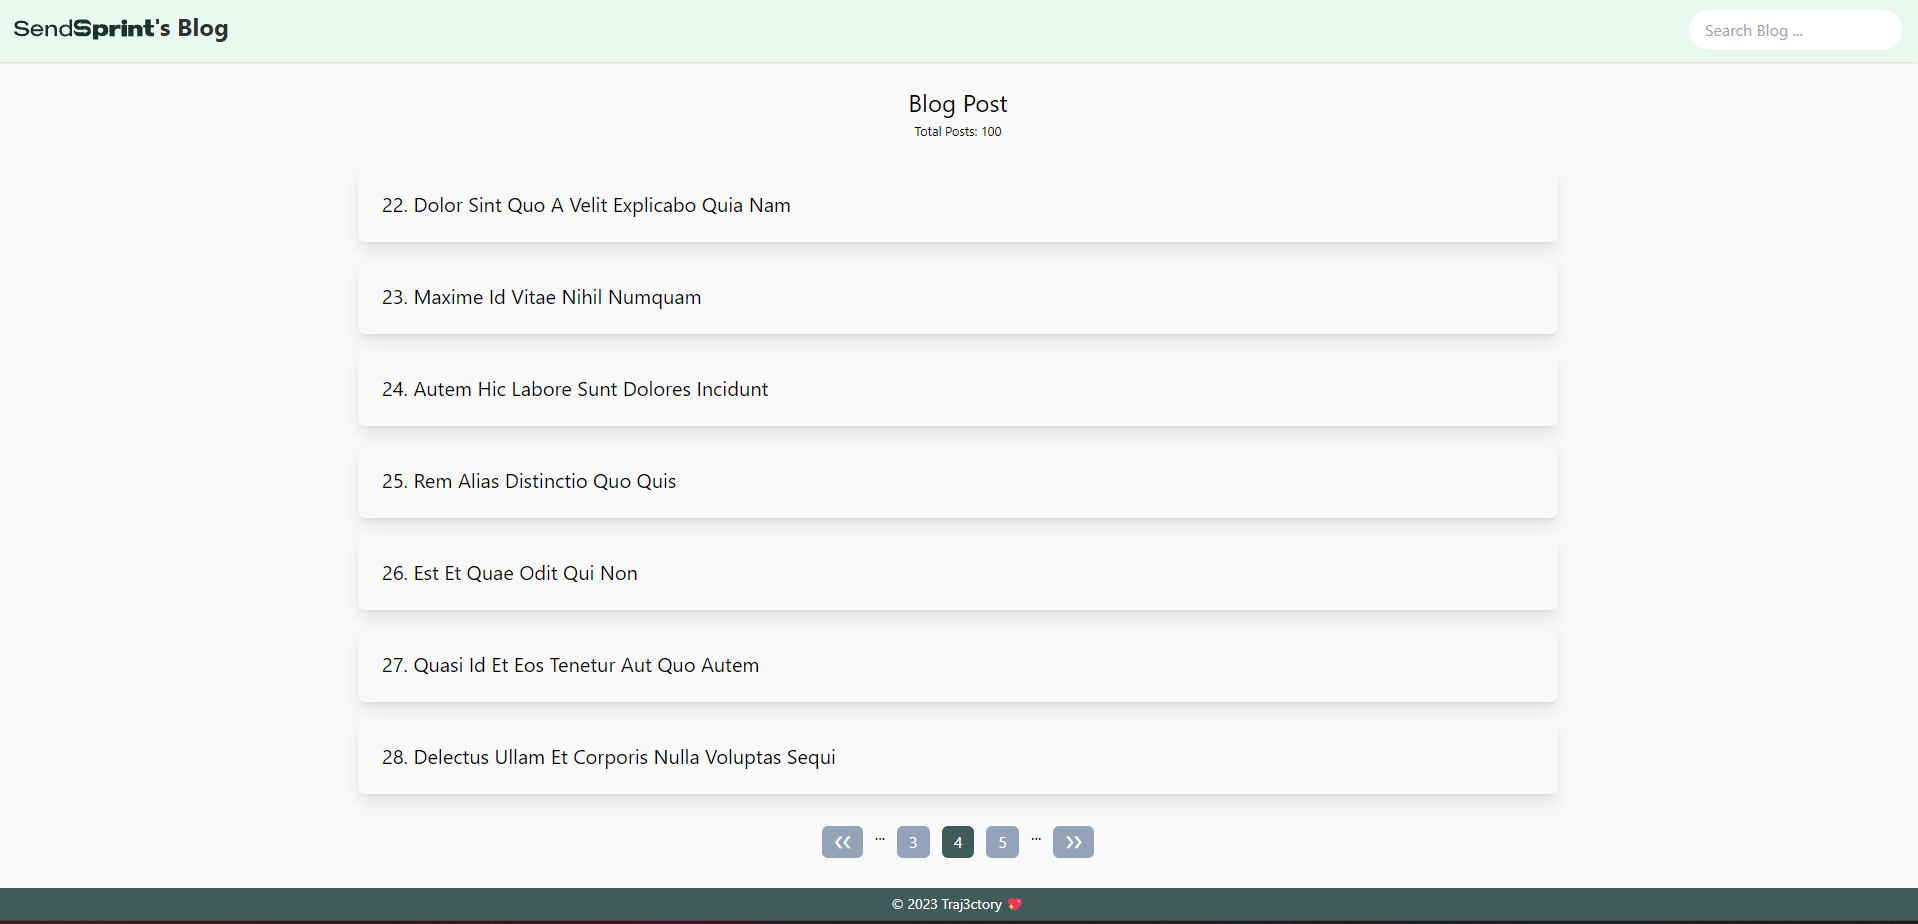 SendSprint's Blog
Search Blog ...
Blog Post
Total Posts: 100
22. Dolor Sint Quo A Velit Explicabo Quia Nam
23. Maxime Id Vitae Nihil Numquam
24. Autem Hic Labore Sunt Dolores Incidunt
25. Rem Alias Distinctio Quo Quis
26. Est Et Quae Odit Qui Non
27. Quasi Id Et Eos Tenetur Aut Quo Autem
28. Delectus Ullam Et Corporis Nulla Voluptas Sequi
❮❮ ... 3 4 5 ... ❯❯
© 2023 Traj3ctory 💖